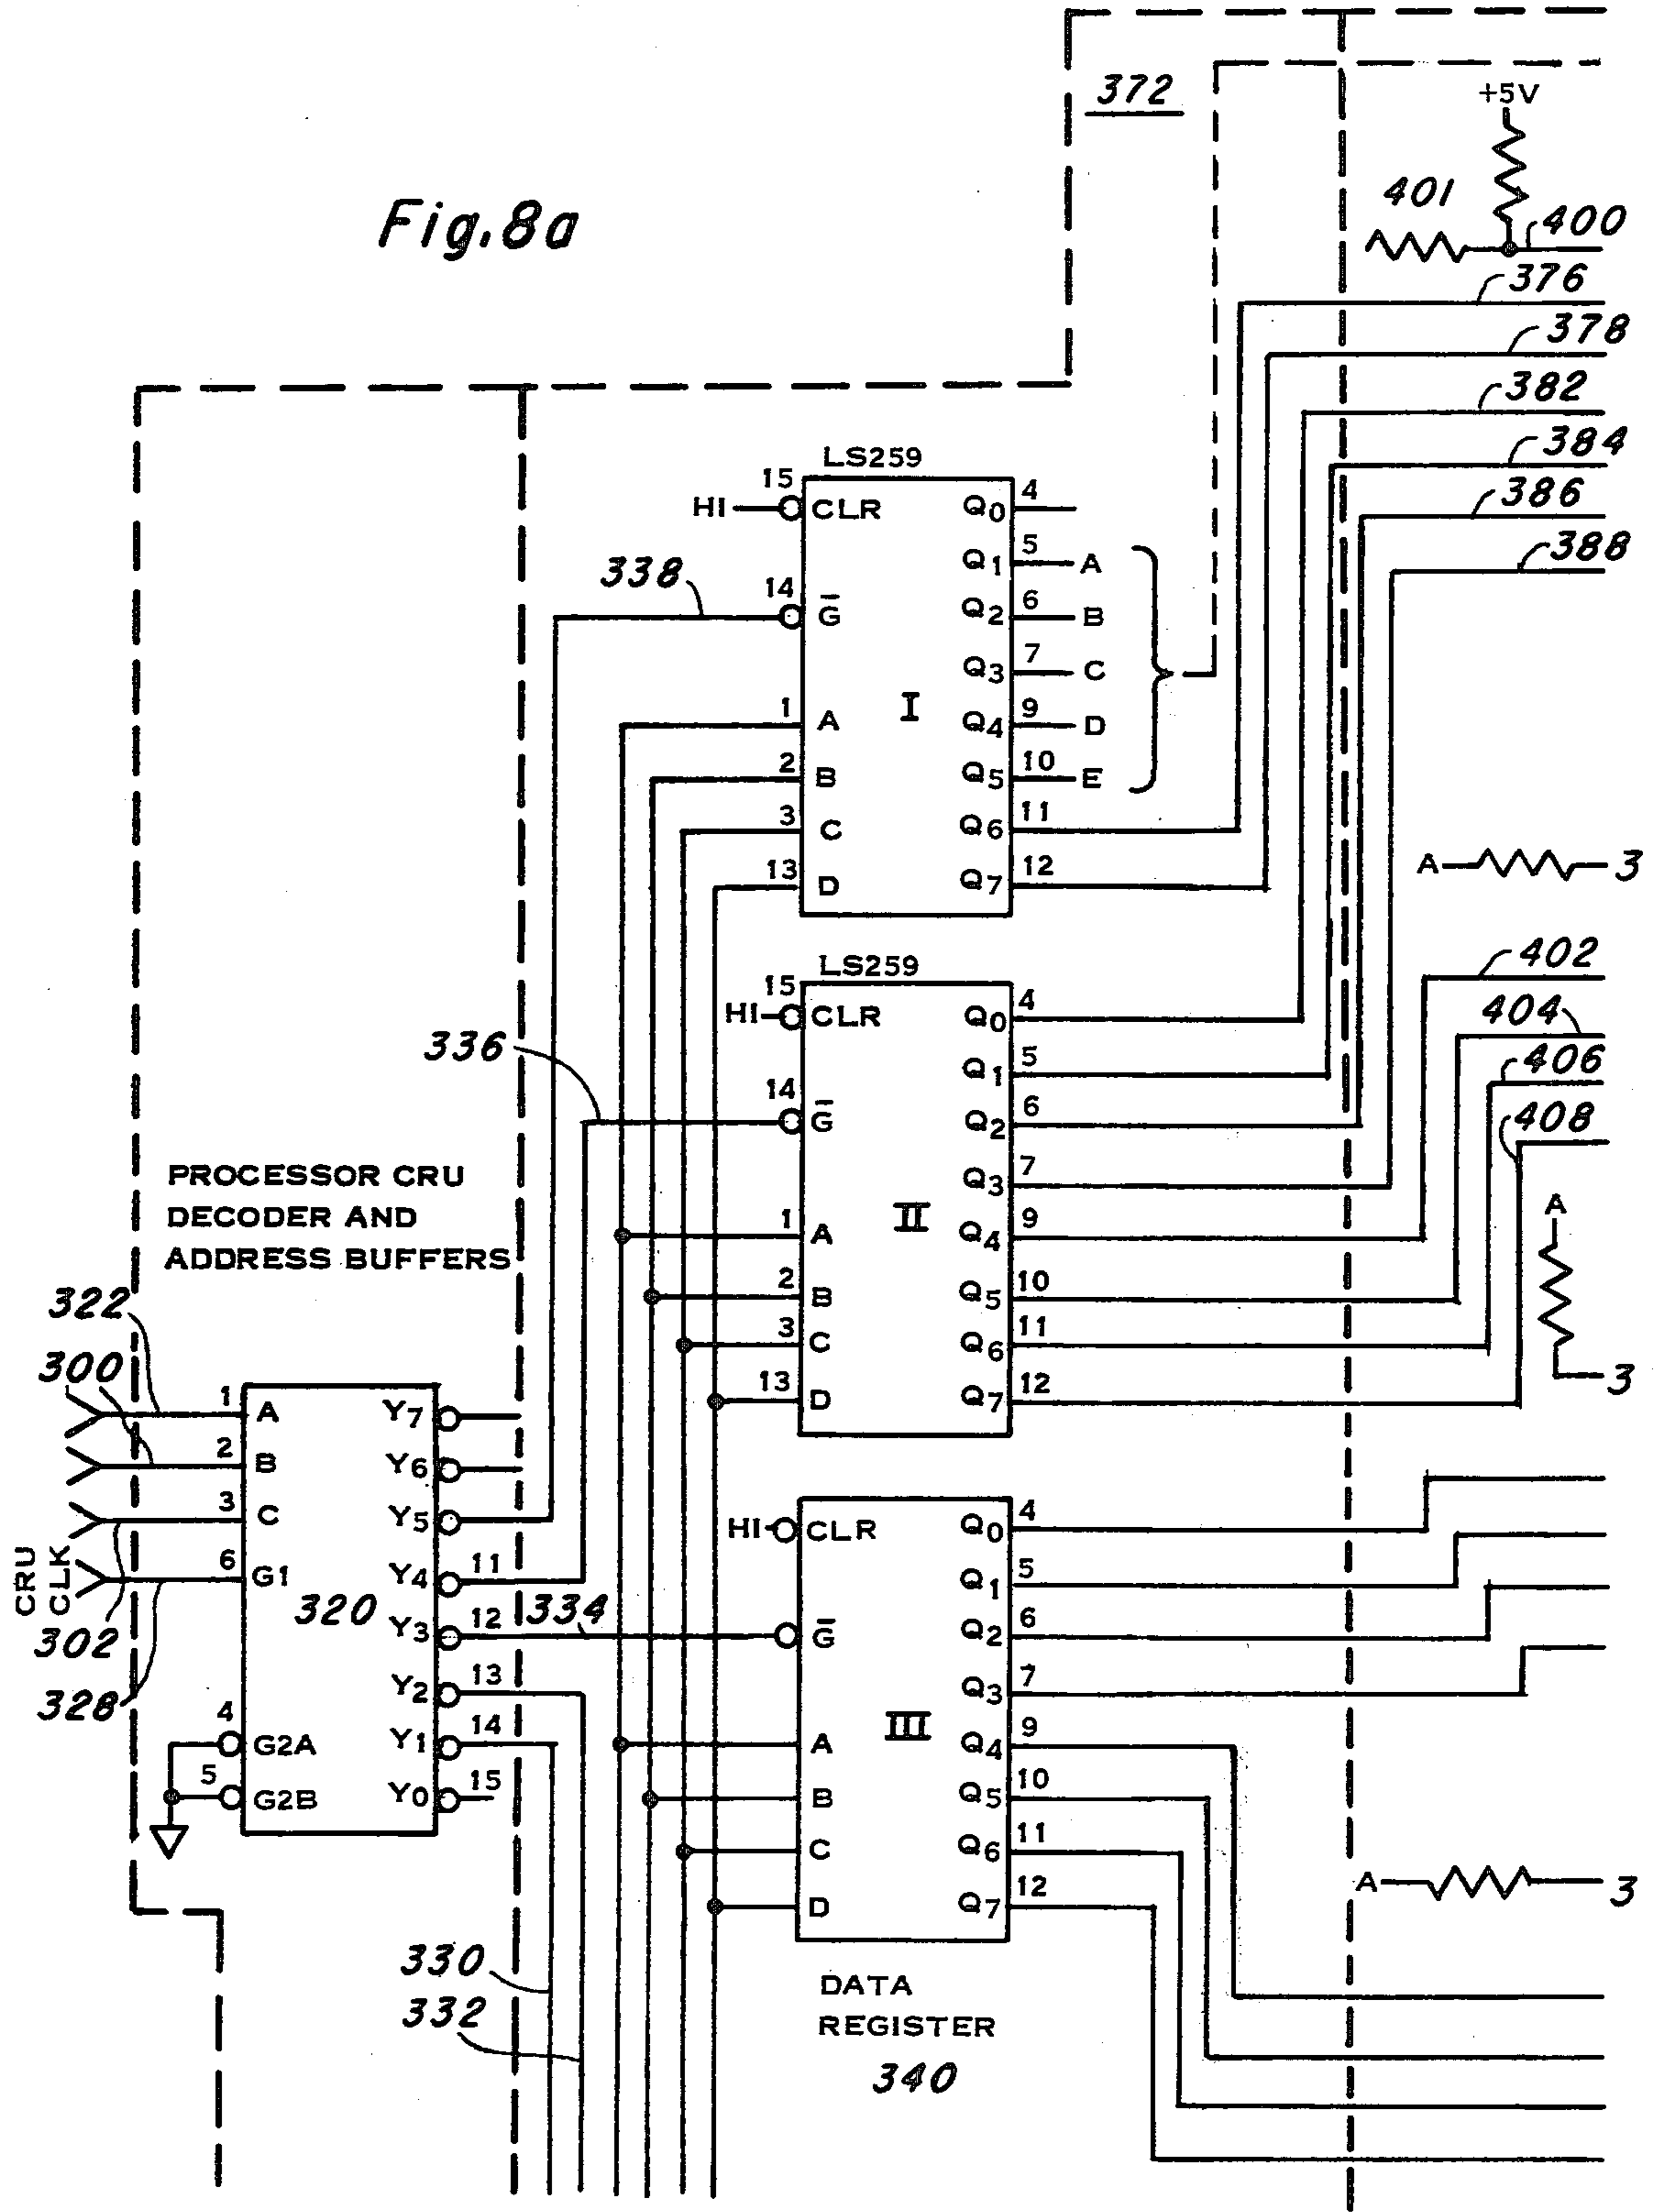 Fig. 8a
372
+5V
401
400
376
378
382
384
386
388
LS259
HI 15 CLR
338
14 G̅
1 A
2 B
3 C
13 D
I
Q0 4
Q1 5 A
Q2 6 B
Q3 7 C
Q4 9 D
Q5 10 E
Q6 11
Q7 12
A 3
402
404
406
408
A
3
LS259
HI 15 CLR
336
14 G̅
1 A
2 B
3 C
13 D
II
Q0 4
Q1 5
Q2 6
Q3 7
Q4 9
Q5 10
Q6 11
Q7 12
PROCESSOR CRU
DECODER AND
ADDRESS BUFFERS
322
300
CRU
CLK
302
328
1 A
2 B
3 C
6 G1
320
4 G2A
5 G2B
Y7
Y6
Y5
Y4 11
Y3 12
Y2 13
Y1 14
Y0 15
334
330
332
HI CLR
G̅
A
B
C
D
III
Q0 4
Q1 5
Q2 6
Q3 7
Q4 9
Q5 10
Q6 11
Q7 12
A 3
DATA
REGISTER
340